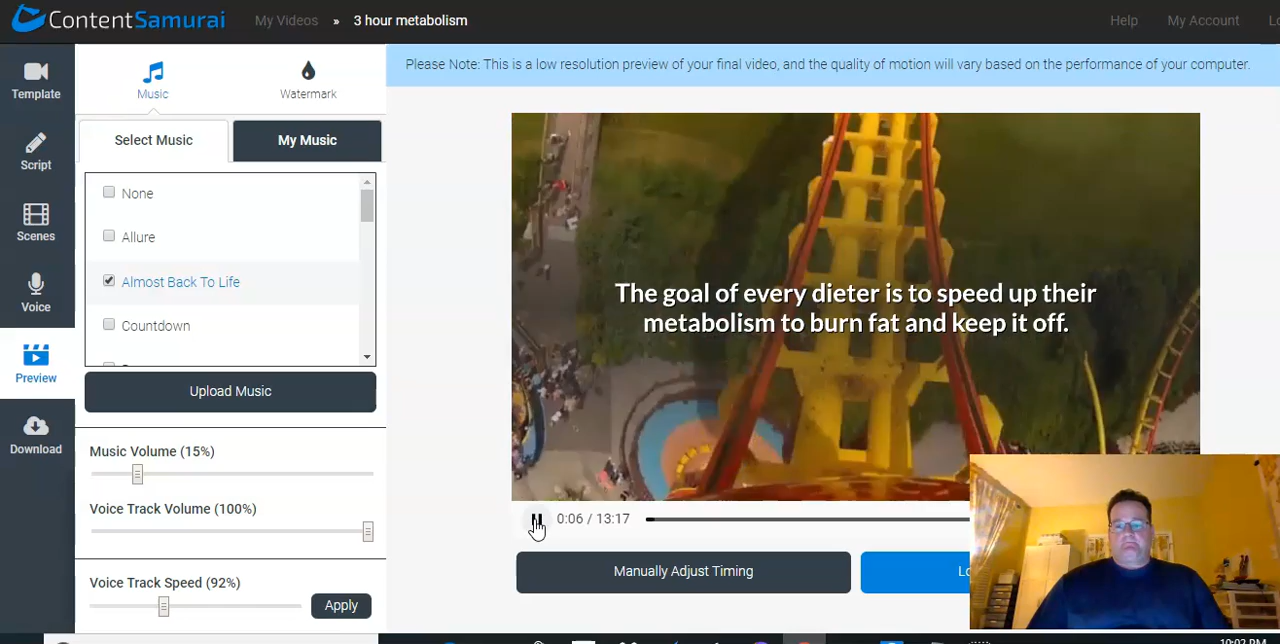 ContentSamurai My Videos » 3 hour metabolism Help My Account
Template
Script
Scenes
Voice
Preview
Download
Music Watermark
Select Music My Music
None
Allure
Almost Back To Life
Countdown
Upload Music
Music Volume (15%)
Voice Track Volume (100%)
Voice Track Speed (92%)
Apply
Please Note: This is a low resolution preview of your final video, and the quality of motion will vary based on the performance of your computer.
The goal of every dieter is to speed up their
metabolism to burn fat and keep it off.
0:06 / 13:17
Manually Adjust Timing
10:02 PM